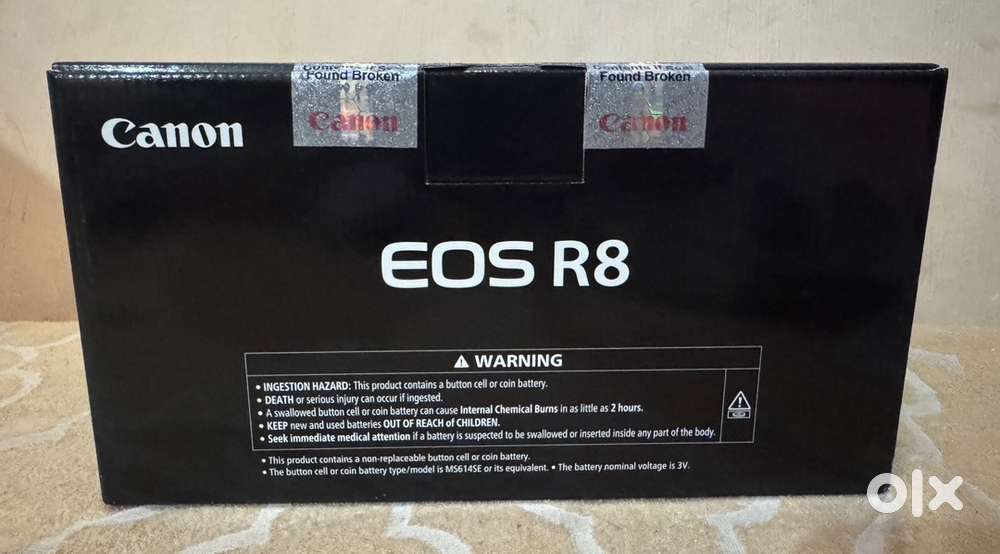 Found Broken
Canon
Found Broken
Canon
Canon
EOS R8
WARNING
• INGESTION HAZARD: This product contains a button cell or coin battery.
• DEATH or serious injury can occur if ingested.
• A swallowed button cell or coin battery can cause Internal Chemical Burns in as little as 2 hours.
• KEEP new and used batteries OUT OF REACH of CHILDREN.
• Seek immediate medical attention if a battery is suspected to be swallowed or inserted inside any part of the body.
• This product contains a non-replaceable button cell or coin battery.
• The button cell or coin battery type/model is MS614SE or its equivalent. • The battery nominal voltage is 3V.
olx